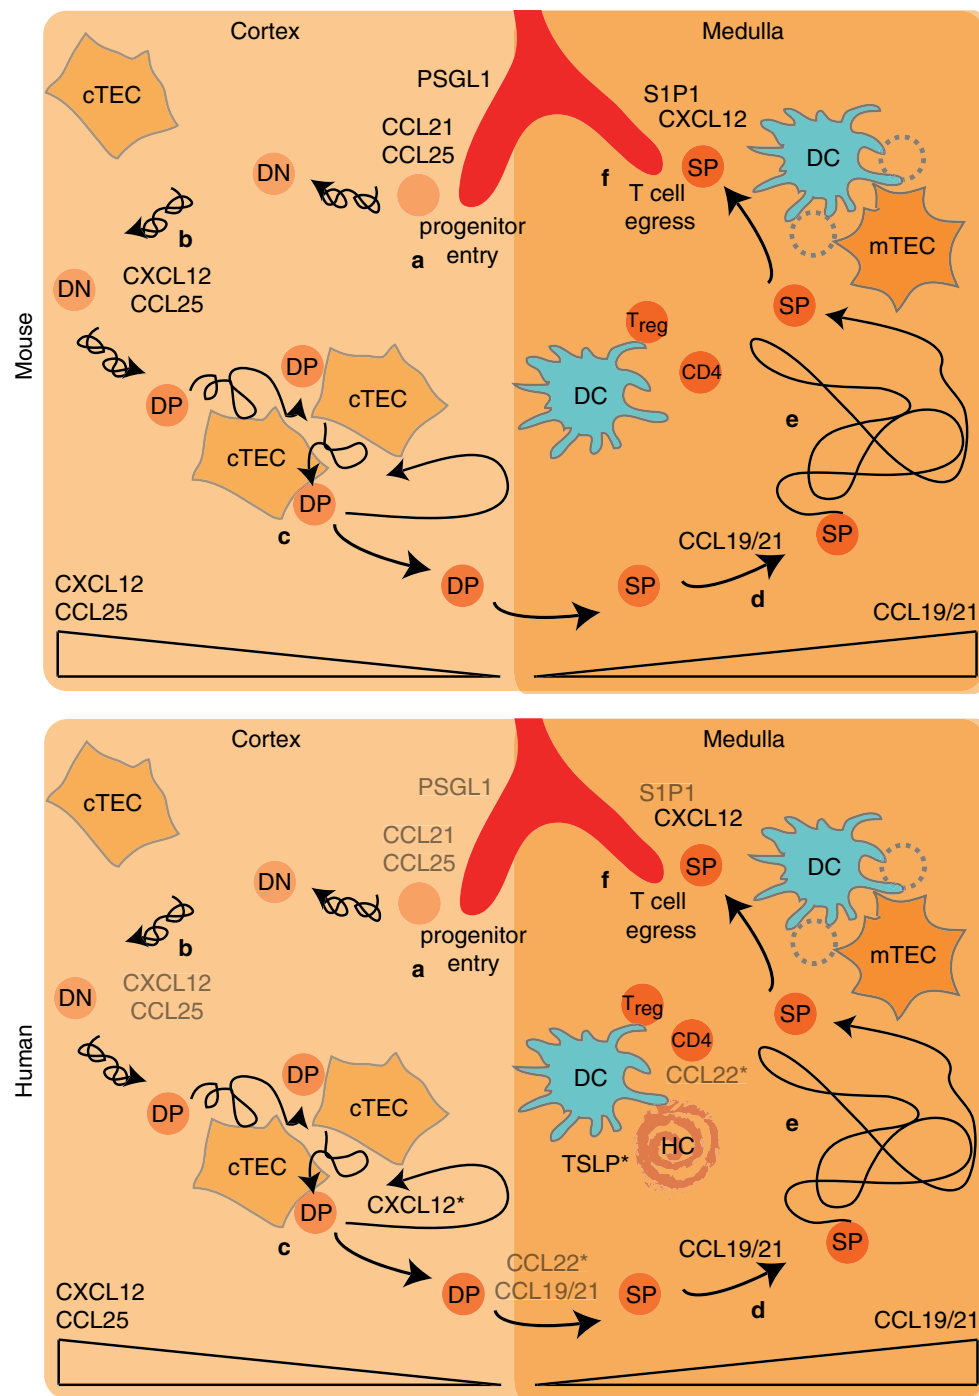 Mouse
Cortex
Medulla
cTEC
PSGL1
CCL21
CCL25
DN
progenitor
entry
a
b
DN
CXCL12
CCL25
DP
DP
cTEC
cTEC
DP
c
DP
CXCL12
CCL25
S1P1
CXCL12
SP
f
T cell
egress
DC
mTEC
SP
Treg
CD4
DC
e
SP
CCL19/21
SP
d
CCL19/21
Human
Cortex
Medulla
cTEC
PSGL1
CCL21
CCL25
DN
progenitor
entry
a
b
DN
CXCL12
CCL25
DP
DP
cTEC
cTEC
DP
CXCL12*
c
DP
CCL22*
CCL19/21
CXCL12
CCL25
S1P1
CXCL12
SP
f
T cell
egress
DC
mTEC
SP
Treg
CD4
CCL22*
DC
HC
TSLP*
e
SP
CCL19/21
SP
d
CCL19/21